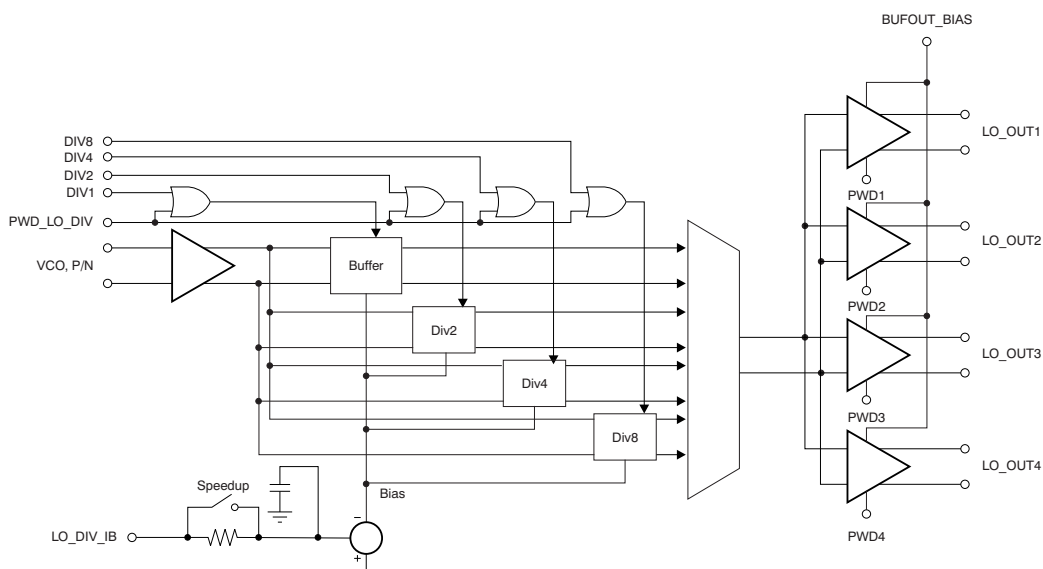 BUFOUT_BIAS
LO_OUT1
DIV8
DIV4
DIV2
DIV1
PWD1
PWD_LO_DIV
LO_OUT2
VCO, P/N
Buffer
PWD2
Div2
LO_OUT3
Div4
PWD3
Div8
LO_OUT4
Speedup
Bias
–
LO_DIV_IB
PWD4
+